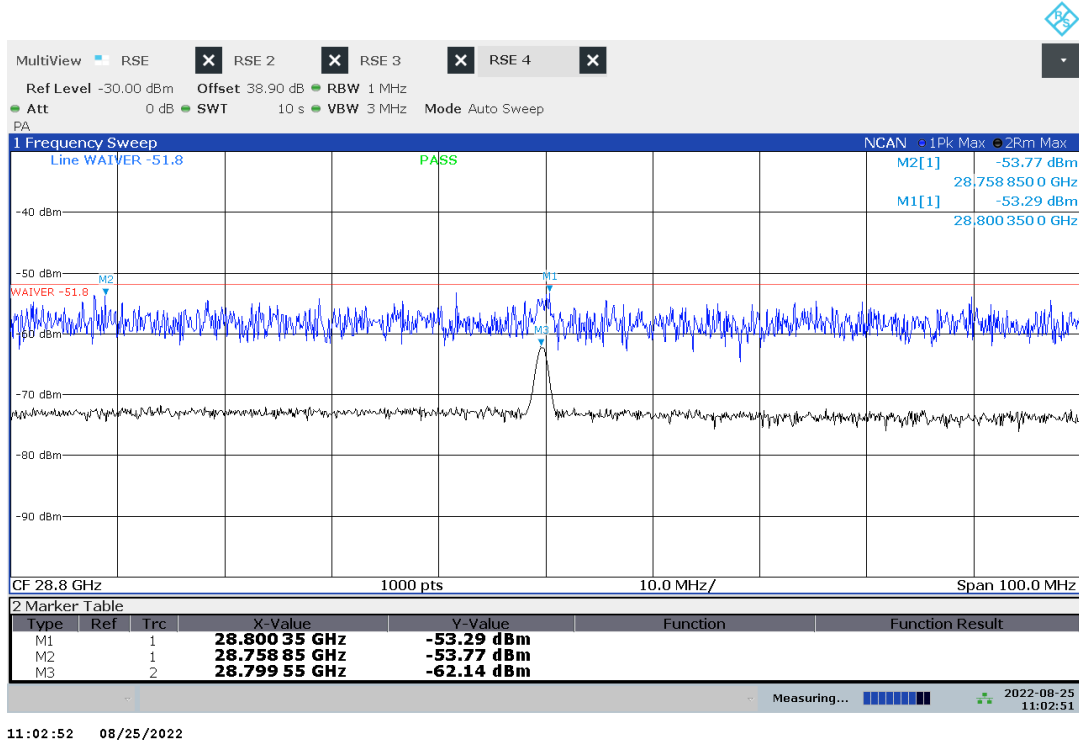 R&S
MultiView RSE RSE 2 RSE 3 RSE 4
Ref Level -30.00 dBm Offset 38.90 dB RBW 1 MHz
Att 0 dB SWT 10 s VBW 3 MHz Mode Auto Sweep
PA
1 Frequency Sweep NCAN 1Pk Max 2Rm Max
Line WAIVER -51.8 PASS M2[1] -53.77 dBm
28.758 850 0 GHz
M1[1] -53.29 dBm
28.800 350 0 GHz
-40 dBm
-50 dBm
M2 M1
WAIVER -51.8
M3
-60 dBm
-70 dBm
-80 dBm
-90 dBm
CF 28.8 GHz 1000 pts 10.0 MHz/ Span 100.0 MHz
2 Marker Table
Type Ref Trc X-Value Y-Value Function Function Result
M1 1 28.800 35 GHz -53.29 dBm
M2 1 28.758 85 GHz -53.77 dBm
M3 2 28.799 55 GHz -62.14 dBm
Measuring... 2022-08-25
11:02:51
11:02:52 08/25/2022